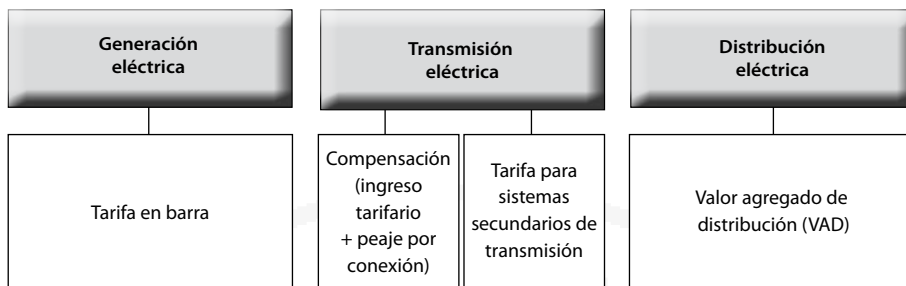 Generación
eléctrica
Transmisión
eléctrica
Distribución
eléctrica
Tarifa en barra
Compensación
(ingreso
tarifario
+ peaje por
conexión)
Tarifa para
sistemas
secundarios de
transmisión
Valor agregado de
distribución (VAD)